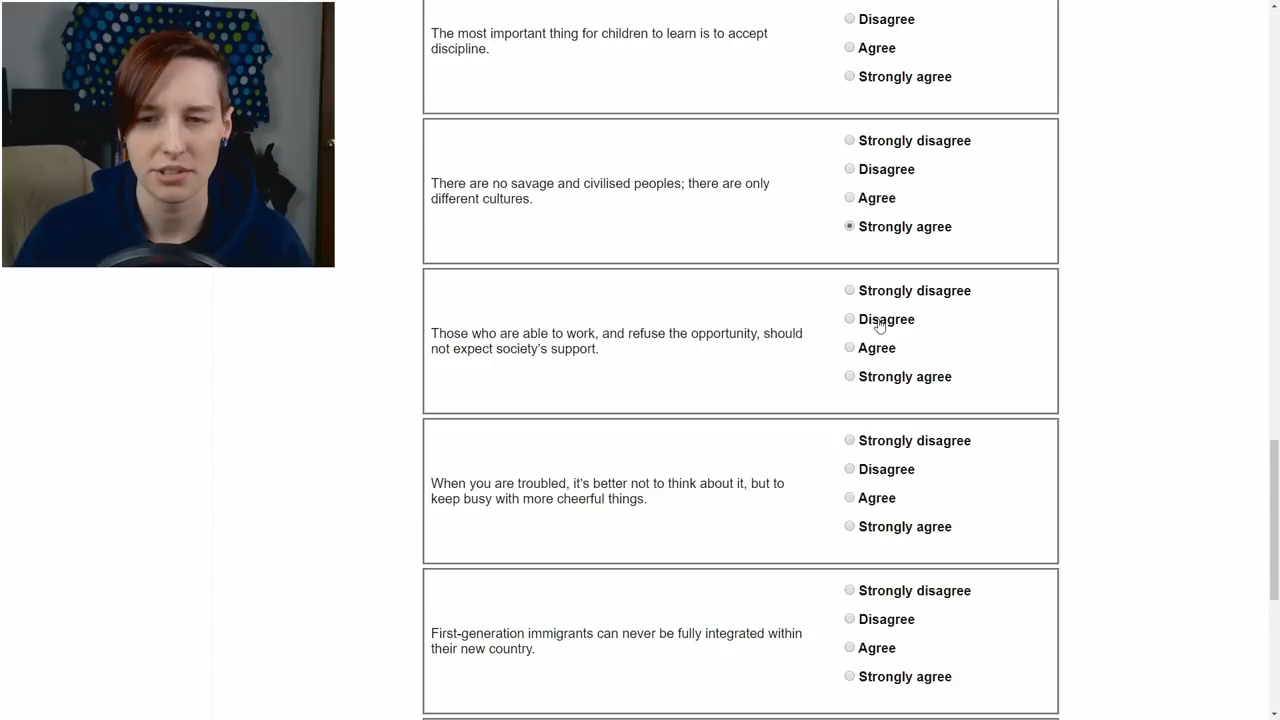 Disagree
The most important thing for children to learn is to accept
discipline.
Agree
Strongly agree
Strongly disagree
Disagree
There are no savage and civilised peoples; there are only
different cultures.
Agree
Strongly agree
Strongly disagree
Disagree
Those who are able to work, and refuse the opportunity, should
not expect society’s support.
Agree
Strongly agree
Strongly disagree
Disagree
When you are troubled, it’s better not to think about it, but to
keep busy with more cheerful things.
Agree
Strongly agree
Strongly disagree
Disagree
First-generation immigrants can never be fully integrated within
their new country.
Agree
Strongly agree